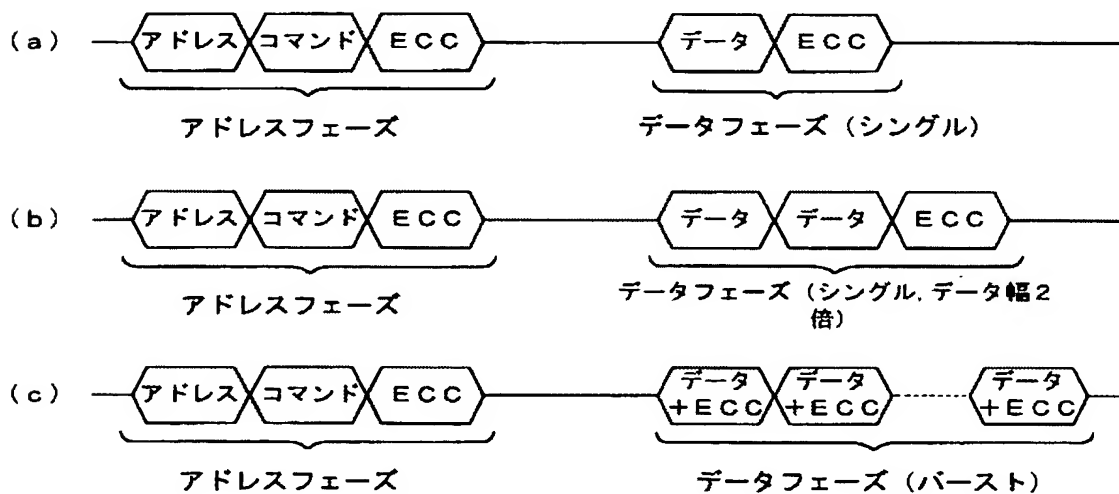 (a) アドレス コマンド ECC データ ECC
アドレスフェーズ データフェーズ(シングル)
(b) アドレス コマンド ECC データ データ ECC
アドレスフェーズ データフェーズ(シングル,データ幅2
倍)
(c) アドレス コマンド ECC データ+ECC データ+ECC データ+ECC
アドレスフェーズ データフェーズ(バースト)